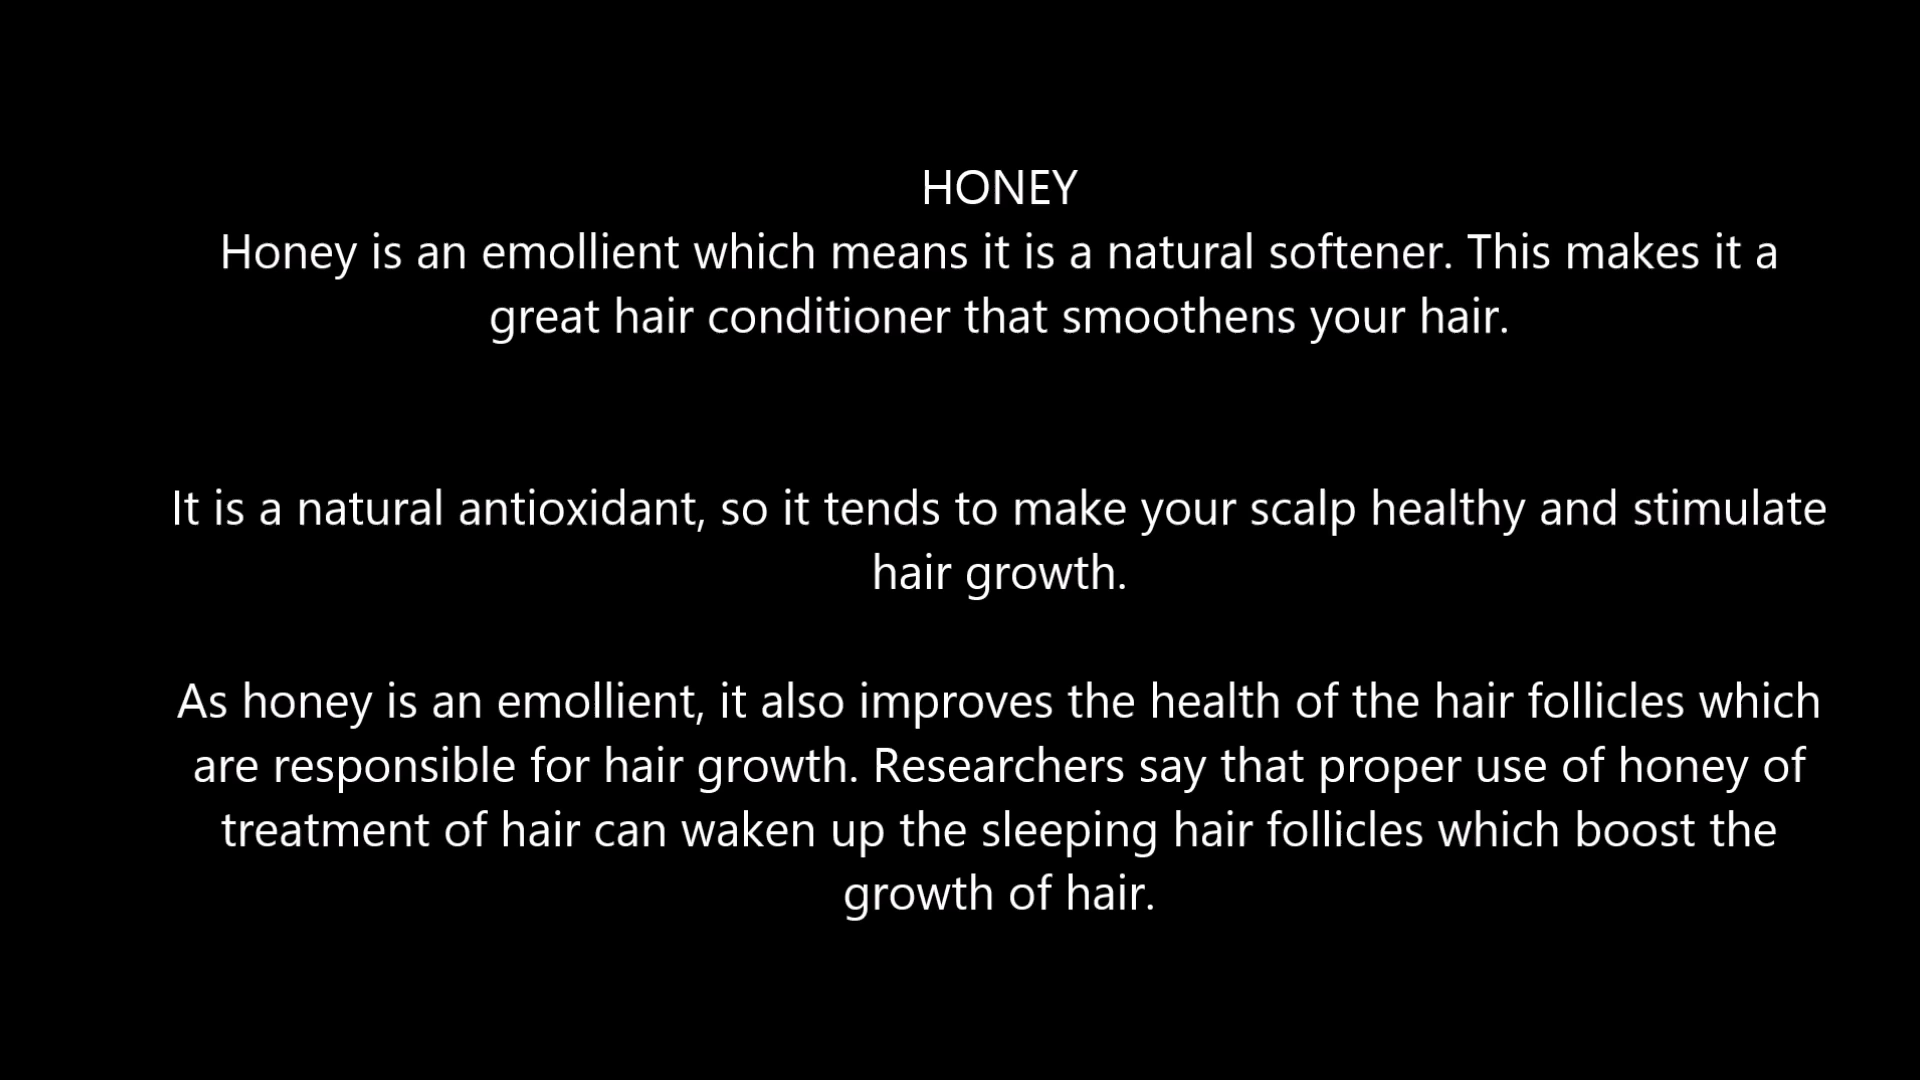 HONEY
Honey is an emollient which means it is a natural softener. This makes it a
great hair conditioner that smoothens your hair.
It is a natural antioxidant, so it tends to make your scalp healthy and stimulate
hair growth.
As honey is an emollient, it also improves the health of the hair follicles which
are responsible for hair growth. Researchers say that proper use of honey of
treatment of hair can waken up the sleeping hair follicles which boost the
growth of hair.